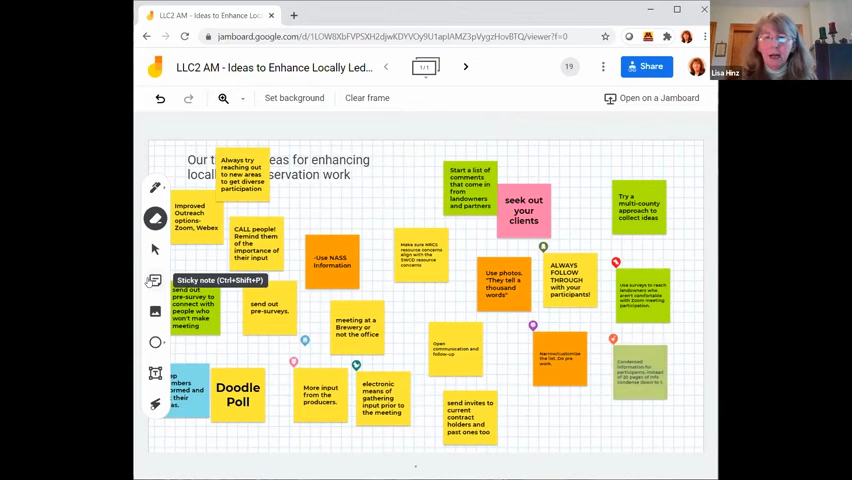 LLC2 AM - Ideas to Enhance Loc
jamboard.google.com/d/1LOW8XbFVPSXH2djwKDYVOy9U1aplAMZ3pVygzHovBTQ/viewer?f=0
LLC2 AM - Ideas to Enhance Locally Led...
1/1
19
Share
Set background
Clear frame
Open on a Jamboard
Lisa Hinz
Our t
eas for enhancing
local
servation work
Always try
reaching out
to new areas
to get diverse
participation
Improved
Outreach
options-
Zoom, Webex
CALL people!
Remind them
of the
importance of
their input
-Use NASS
Information
Make sure NRCS
resource concerns
align with the
SWCD resource
concerns
Start a list of
comments
that come in
from
landowners
and partners
seek out
your
clients
Try a
multi-county
approach to
collect ideas
Sticky note (Ctrl+Shift+P)
send out
pre-survey to
connect with
people who
won't make
meeting
send out
pre-surveys.
meeting at a
Brewery or
not the office
Use photos.
"They tell a
thousand
words"
ALWAYS
FOLLOW
THROUGH
with your
participants!
Use surveys to reach
landowners who
aren't comfortable
with Zoom meeting
participation.
Open
communication and
follow-up
Narrow/customize
the list. Do pre
work.
Condensed
information for
participants, instead
of 20 pages of info
condense down to 1.
Doodle
Poll
More input
from the
producers.
electronic
means of
gathering
input prior to
the meeting
send invites to
current
contract
holders and
past ones too